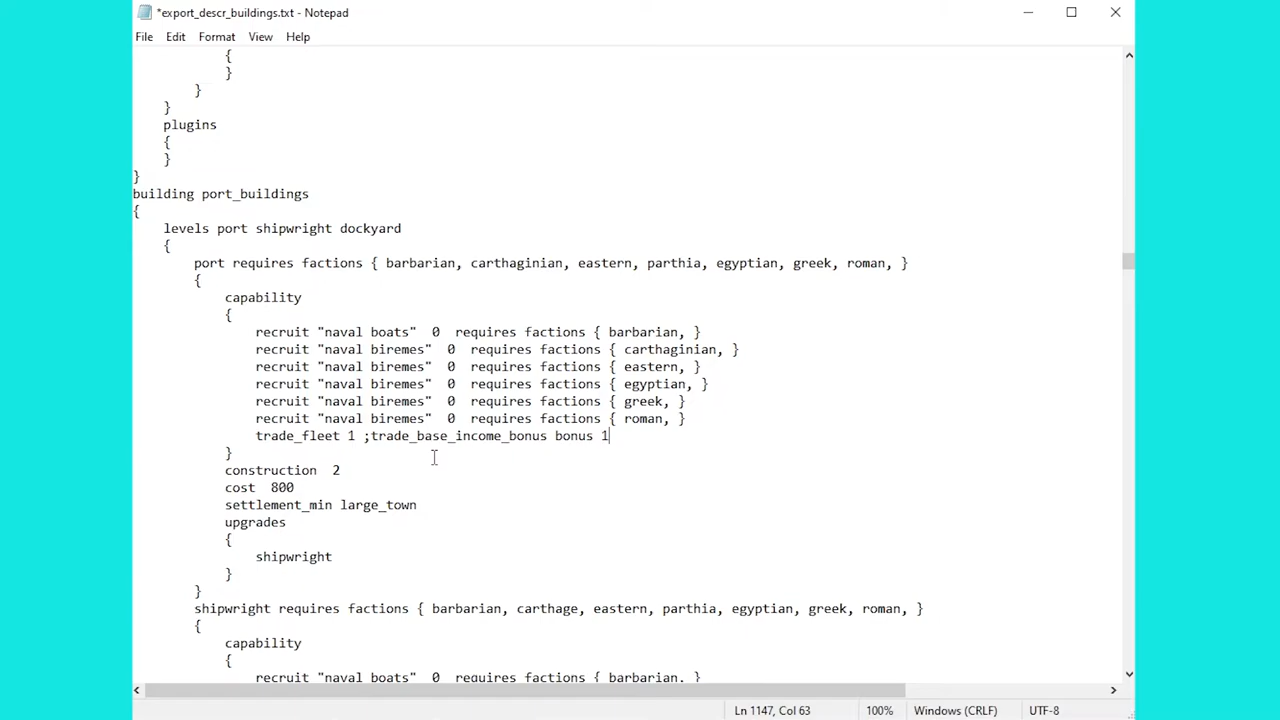 *export_descr_buildings.txt - Notepad
File Edit Format View Help
{
}
}
}
plugins
{
}
}
building port_buildings
{
levels port shipwright dockyard
{
port requires factions { barbarian, carthaginian, eastern, parthia, egyptian, greek, roman, }
{
capability
{
recruit "naval boats"  0  requires factions { barbarian, }
recruit "naval biremes"  0  requires factions { carthaginian, }
recruit "naval biremes"  0  requires factions { eastern, }
recruit "naval biremes"  0  requires factions { egyptian, }
recruit "naval biremes"  0  requires factions { greek, }
recruit "naval biremes"  0  requires factions { roman, }
trade_fleet 1 ;trade_base_income_bonus bonus 1
}
construction  2
cost  800
settlement_min large_town
upgrades
{
shipwright
}
}
shipwright requires factions { barbarian, carthage, eastern, parthia, egyptian, greek, roman, }
{
capability
{
recruit "naval boats"  0  requires factions { barbarian, }
Ln 1147, Col 63 100% Windows (CRLF) UTF-8